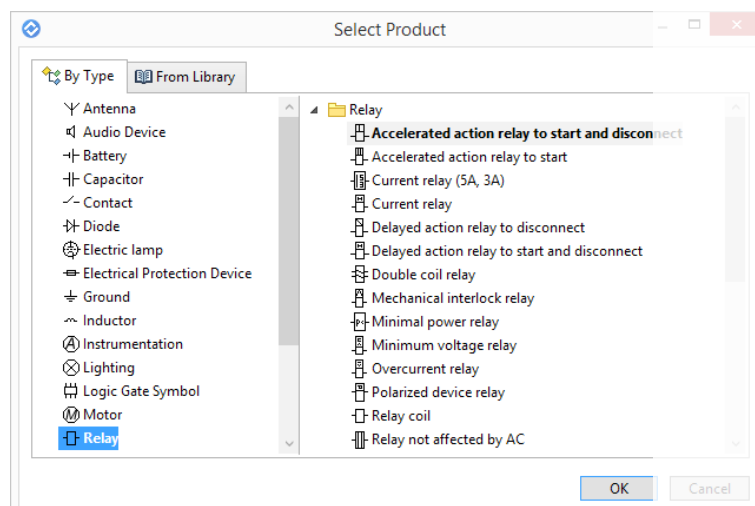 Select Product
By Type
From Library
Antenna
Audio Device
Battery
Capacitor
Contact
Diode
Electric lamp
Electrical Protection Device
Ground
Inductor
Instrumentation
Lighting
Logic Gate Symbol
Motor
Relay
Relay
Accelerated action relay to start and disconnect
Accelerated action relay to start
Current relay (5A, 3A)
Current relay
Delayed action relay to disconnect
Delayed action relay to start and disconnect
Double coil relay
Mechanical interlock relay
Minimal power relay
Minimum voltage relay
Overcurrent relay
Polarized device relay
Relay coil
Relay not affected by AC
OK
Cancel